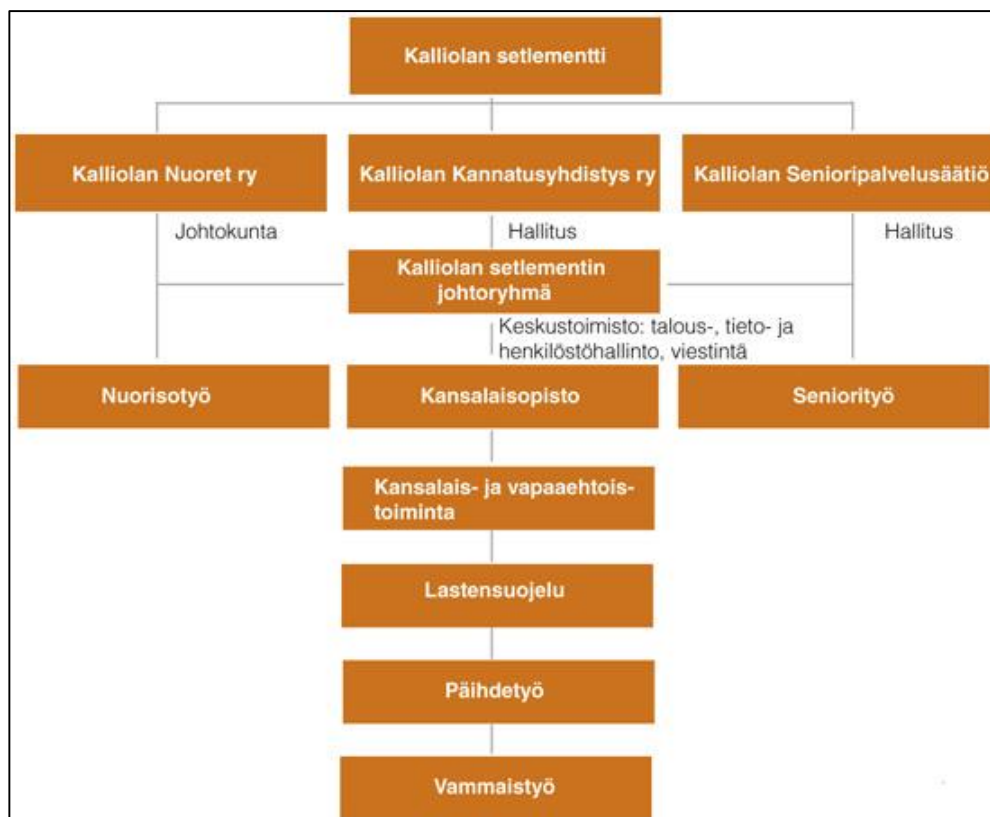 Kalliolan setlementti
Kalliolan Nuoret ry
Kalliolan Kannatusyhdistys ry
Kalliolan Senioripalvelusäätiö
Johtokunta
Hallitus
Hallitus
Kalliolan setlementin
johtoryhmä
Keskustoimisto: talous-, tieto- ja
henkilöstöhallinto, viestintä
Nuorisotyö
Kansalaisopisto
Seniorityö
Kansalais- ja vapaaehtois-
toiminta
Lastensuojelu
Päihdetyö
Vammaistyö